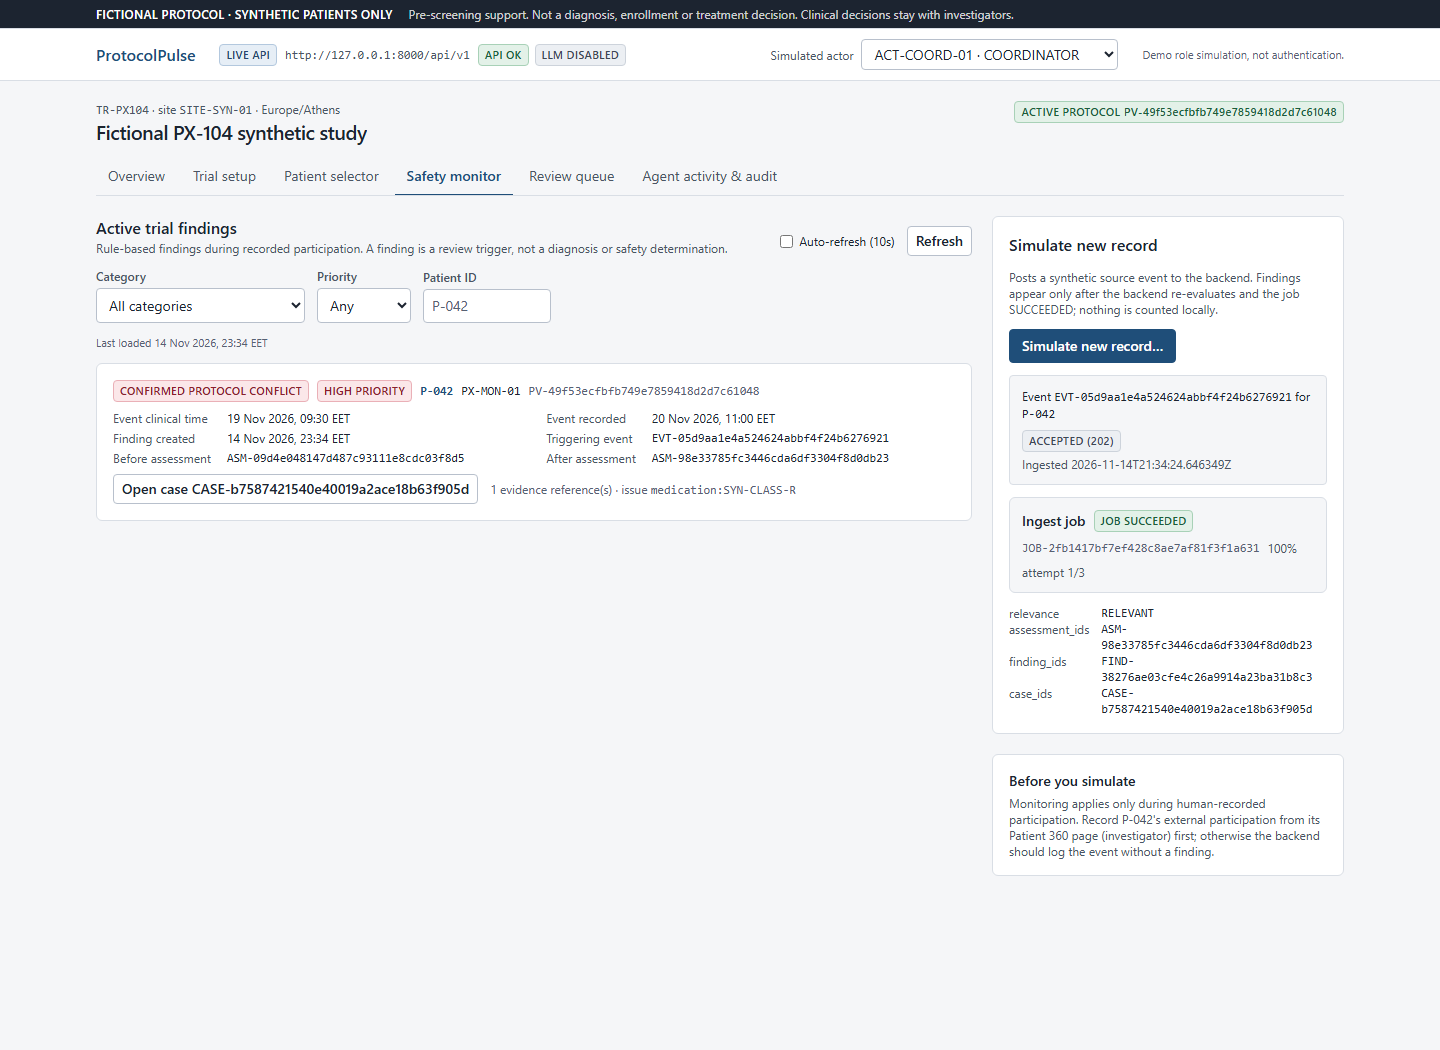 FICTIONAL PROTOCOL · SYNTHETIC PATIENTS ONLY Pre-screening support. Not a diagnosis, enrollment or treatment decision. Clinical decisions stay with investigators.
ProtocolPulse LIVE API http://127.0.0.1:8000/api/v1 API OK LLM DISABLED Simulated actor ACT-COORD-01 · COORDINATOR Demo role simulation, not authentication.
TR-PX104 · site SITE-SYN-01 · Europe/Athens
ACTIVE PROTOCOL PV-49f53ecfbfb749e7859418d2d7c61048
Fictional PX-104 synthetic study
Overview Trial setup Patient selector Safety monitor Review queue Agent activity & audit
Active trial findings
Rule-based findings during recorded participation. A finding is a review trigger, not a diagnosis or safety determination.
Auto-refresh (10s) Refresh
Category Priority Patient ID
All categories Any P-042
Last loaded 14 Nov 2026, 23:34 EET
CONFIRMED PROTOCOL CONFLICT HIGH PRIORITY P-042 PX-MON-01 PV-49f53ecfbfb749e7859418d2d7c61048
Event clinical time 19 Nov 2026, 09:30 EET Event recorded 20 Nov 2026, 11:00 EET
Finding created 14 Nov 2026, 23:34 EET Triggering event EVT-05d9aa1e4a524624abbf4f24b6276921
Before assessment ASM-09d4e048147d487c93111e8cdc03f8d5 After assessment ASM-98e33785fc3446cda6df3304f8d0db23
Open case CASE-b7587421540e40019a2ace18b63f905d 1 evidence reference(s) · issue medication:SYN-CLASS-R
Simulate new record
Posts a synthetic source event to the backend. Findings
appear only after the backend re-evaluates and the job
SUCCEEDED; nothing is counted locally.
Simulate new record...
Event EVT-05d9aa1e4a524624abbf4f24b6276921 for
P-042
ACCEPTED (202)
Ingested 2026-11-14T21:34:24.646349Z
Ingest job JOB SUCCEEDED
JOB-2fb1417bf7ef428c8ae7af81f3f1a631 100%
attempt 1/3
relevance RELEVANT
assessment_ids ASM-
98e33785fc3446cda6df3304f8d0db23
finding_ids FIND-
38276ae03cfe4c26a9914a23ba31b8c3
case_ids CASE-
b7587421540e40019a2ace18b63f905d
Before you simulate
Monitoring applies only during human-recorded
participation. Record P-042's external participation from its
Patient 360 page (investigator) first; otherwise the backend
should log the event without a finding.